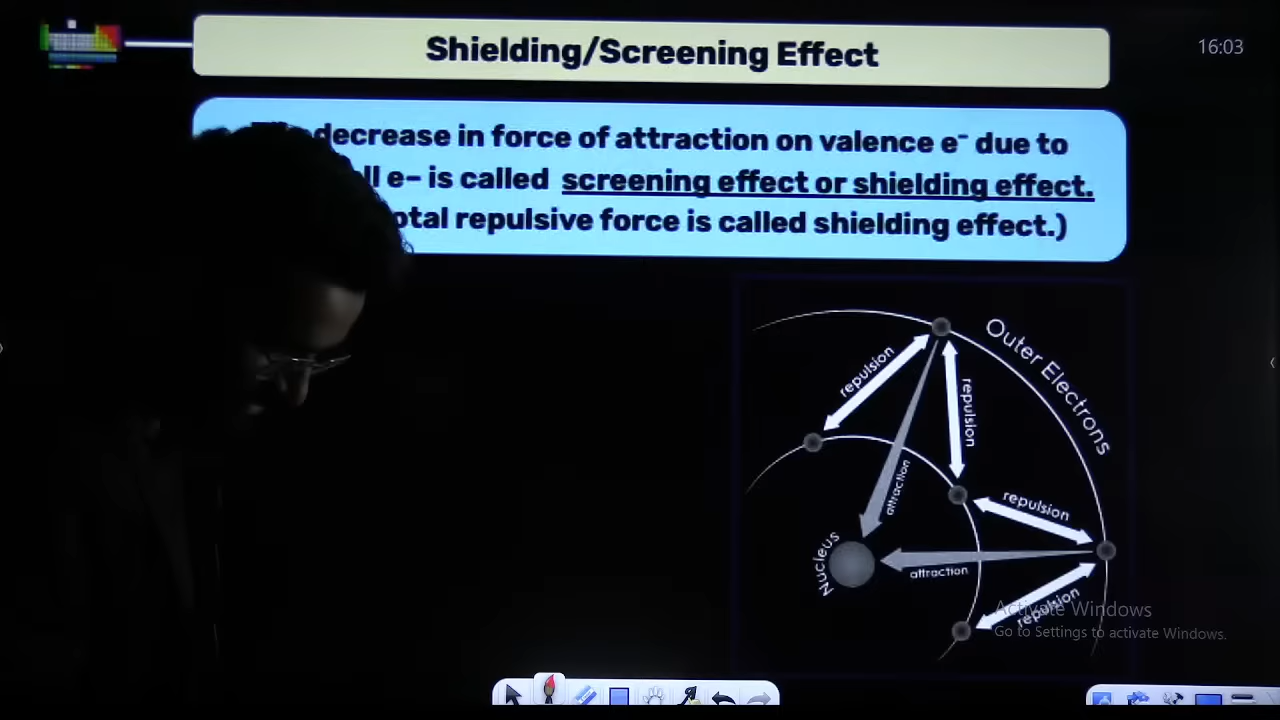 Shielding/Screening Effect
16:03
decrease in force of attraction on valence e⁻ due to
e– is called screening effect or shielding effect.
repulsive force is called shielding effect.)
Outer Electrons
repulsion
repulsion
attraction
repulsion
Nucleus
attraction
repulsion
Activate Windows
Go to Settings to activate Windows.